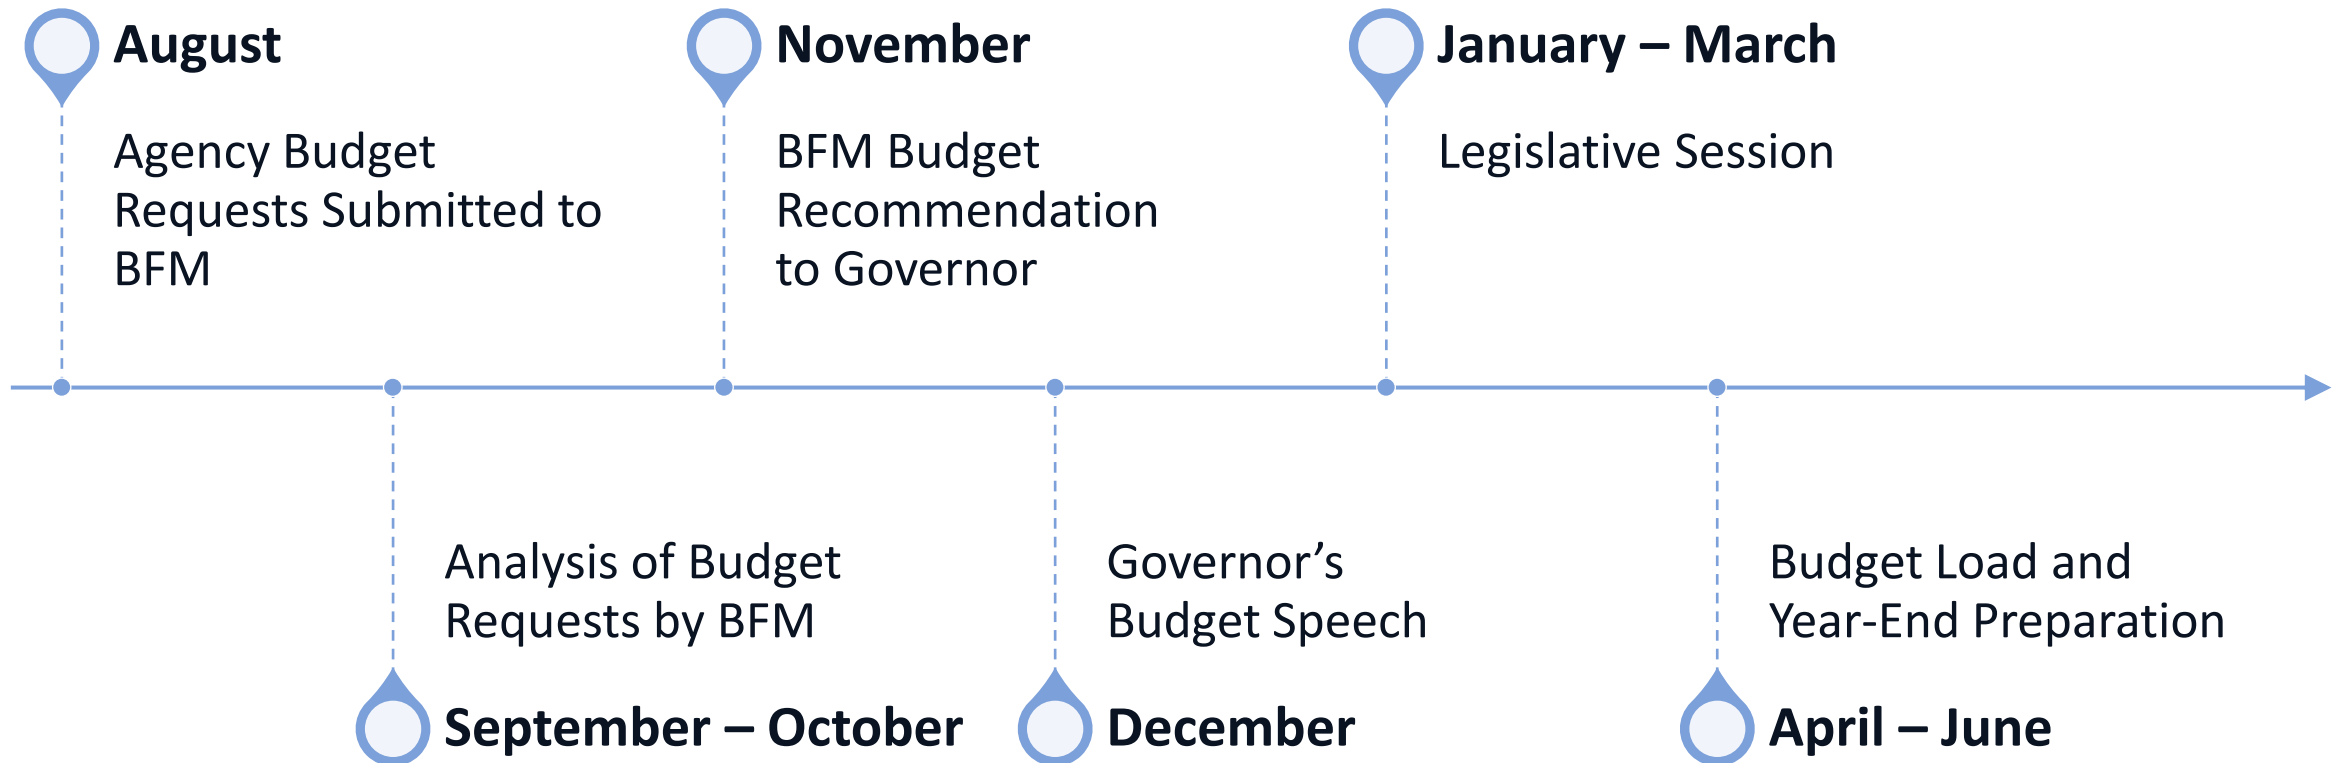 August
Agency Budget
Requests Submitted to
BFM
Analysis of Budget
Requests by BFM
September – October
November
BFM Budget
Recommendation
to Governor
Governor’s
Budget Speech
December
January – March
Legislative Session
Budget Load and
Year-End Preparation
April – June